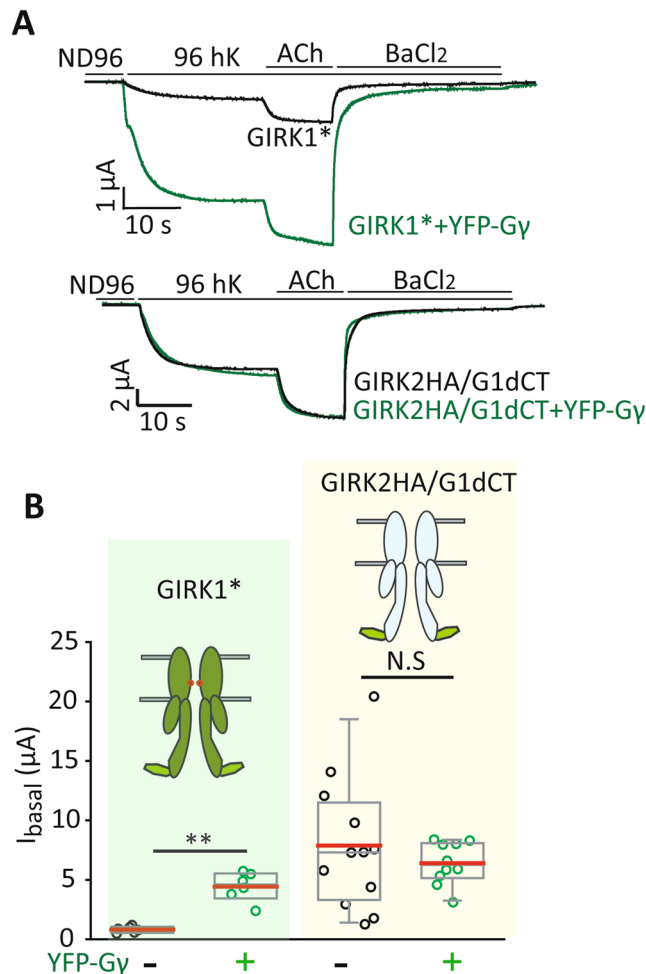 A
ND96 96 hK ACh BaCl2
GIRK1*
1 µA
10 s
GIRK1*+YFP-Gγ
ND96 96 hK ACh BaCl2
2 µA
10 s
GIRK2HA/G1dCT
GIRK2HA/G1dCT+YFP-Gγ
B
GIRK2HA/G1dCT
GIRK1*
N.S
Ibasal (µA)
25
20
15
10
5
0
**
YFP-Gγ - + - +